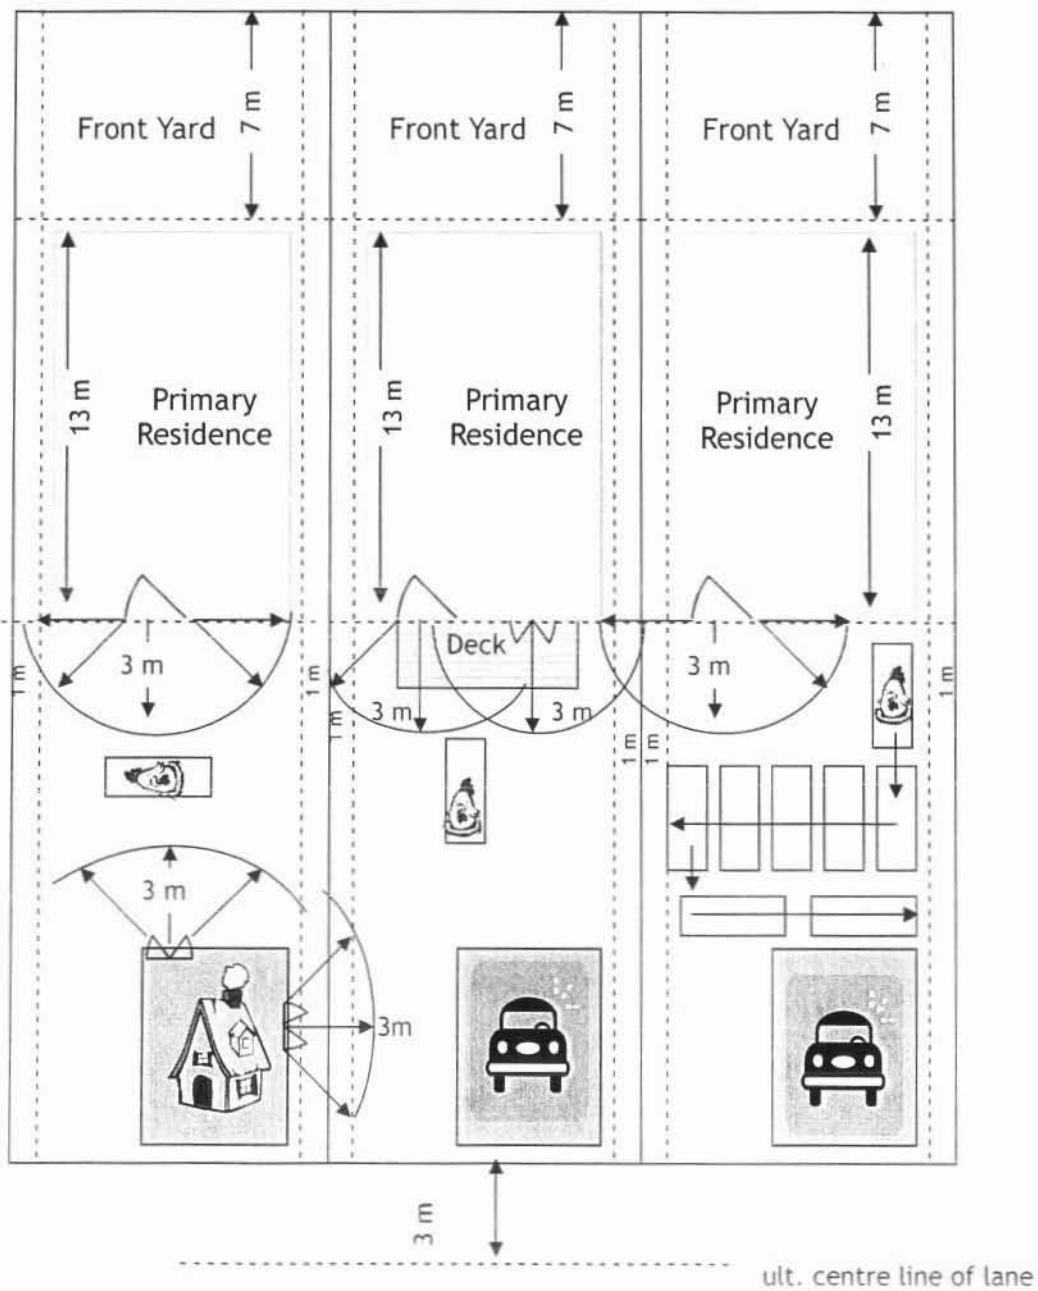 Front Yard
7 m
Front Yard
7 m
Front Yard
7 m
13 m
Primary
Residence
13 m
Primary
Residence
Primary
Residence
13 m
1 m
3 m
1 m
Deck
3 m
1 m
1 m
3 m
3 m
1 m
1 m
3 m
3m
3 m
ult. centre line of lane